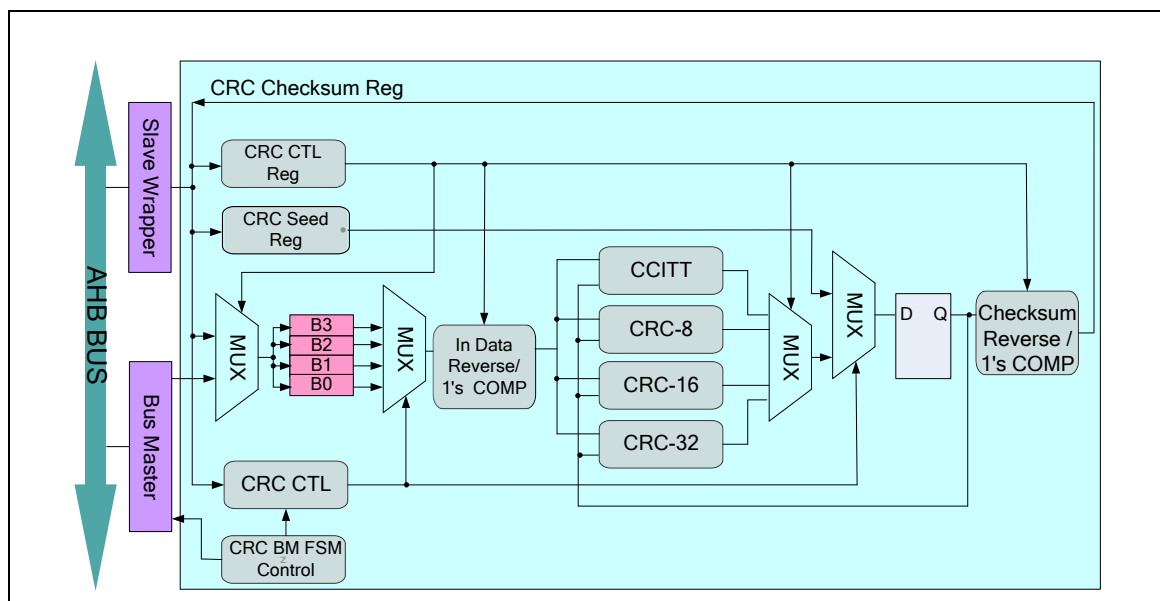 CRC Checksum Reg
AHB BUS
Slave Wrapper
Bus Master
CRC CTL
Reg
CRC Seed
Reg
MUX
B3
B2
B1
B0
MUX
In Data
Reverse/
1's COMP
CCITT
CRC-8
CRC-16
CRC-32
MUX
MUX
D Q
Checksum
Reverse /
1's COMP
CRC CTL
CRC BM FSM
Control
z